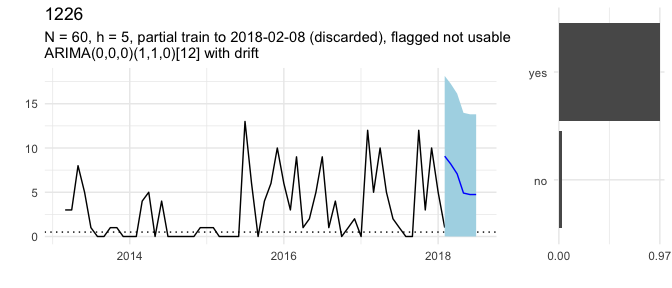 1226
N = 60, h = 5, partial train to 2018-02-08 (discarded), flagged not usable
ARIMA(0,0,0)(1,1,0)[12] with drift
15
10
5
0
2014
2016
2018
yes
no
0.00
0.97